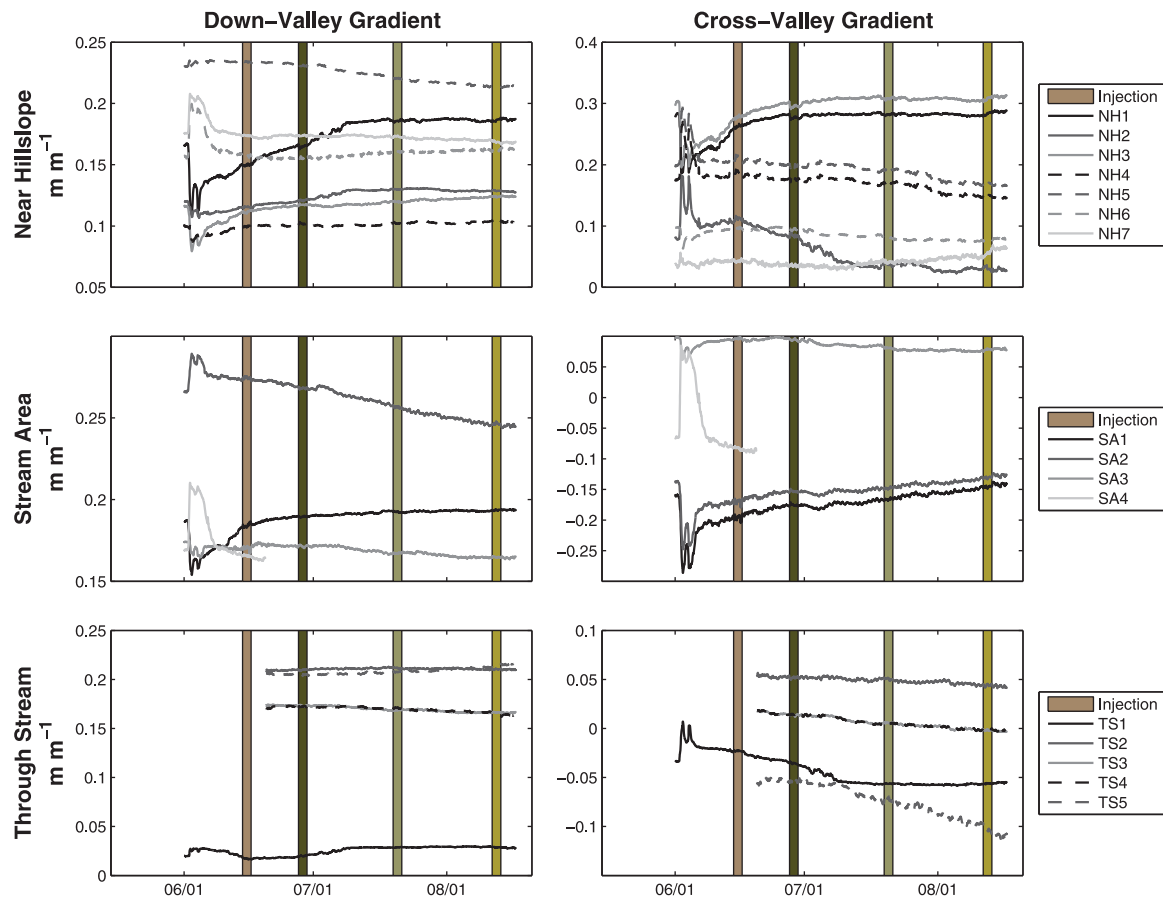 Down–Valley Gradient
Cross–Valley Gradient
Near Hillslope
m m⁻¹
0.25
0.2
0.15
0.1
0.05
0.4
0.3
0.2
0.1
0
Injection
NH1
NH2
NH3
NH4
NH5
NH6
NH7
Stream Area
m m⁻¹
0.25
0.2
0.15
0.05
0
−0.05
−0.1
−0.15
−0.2
−0.25
Injection
SA1
SA2
SA3
SA4
Through Stream
m m⁻¹
0.25
0.2
0.15
0.1
0.05
0
06/01
07/01
08/01
0.1
0.05
0
−0.05
−0.1
06/01
07/01
08/01
Injection
TS1
TS2
TS3
TS4
TS5